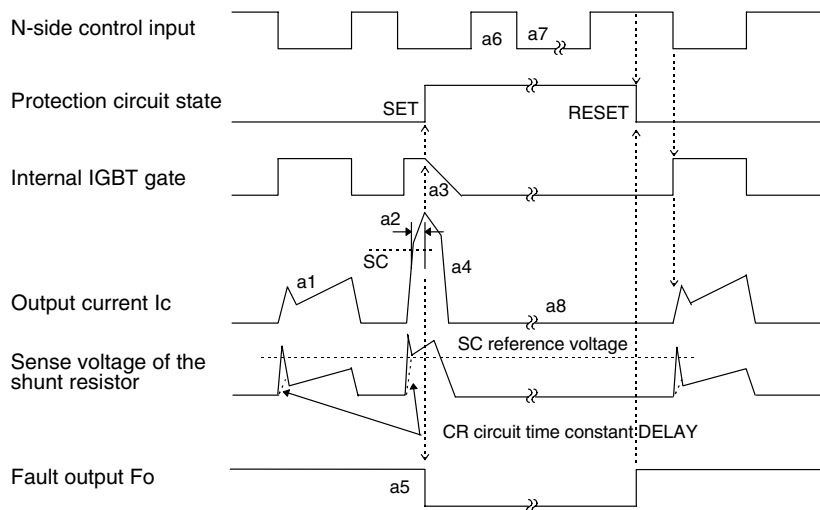 N-side control input
a6
a7
Protection circuit state
SET
RESET
Internal IGBT gate
a3
a2
SC
a4
a1
Output current Ic
a8
SC reference voltage
Sense voltage of the
shunt resistor
CR circuit time constant DELAY
Fault output Fo
a5